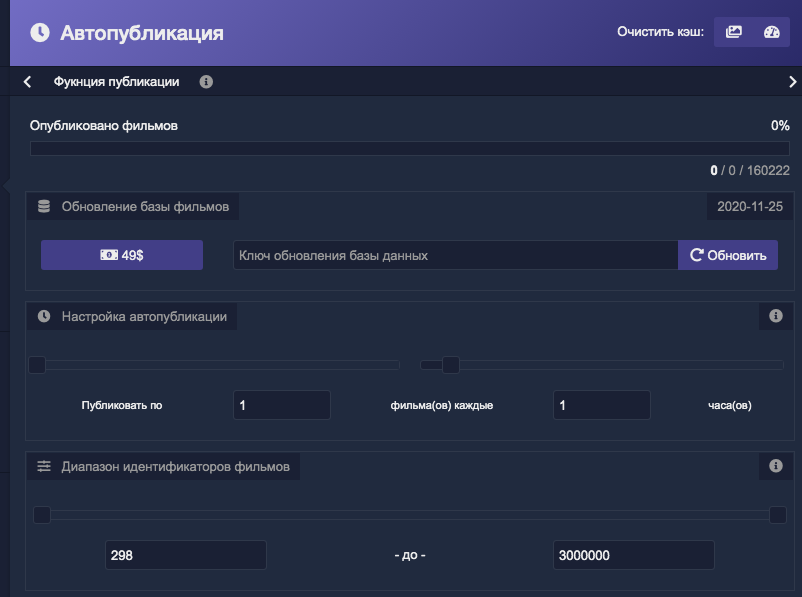 Автопубликация
Очистить кэш:
Фукнция публикации
Опубликовано фильмов
0%
0 / 0 / 160222
Обновление базы фильмов
2020-11-25
49$
Ключ обновления базы данных
Обновить
Настройка автопубликации
Публиковать по
1
фильма(ов) каждые
1
часа(ов)
Диапазон идентификаторов фильмов
298
- до -
3000000